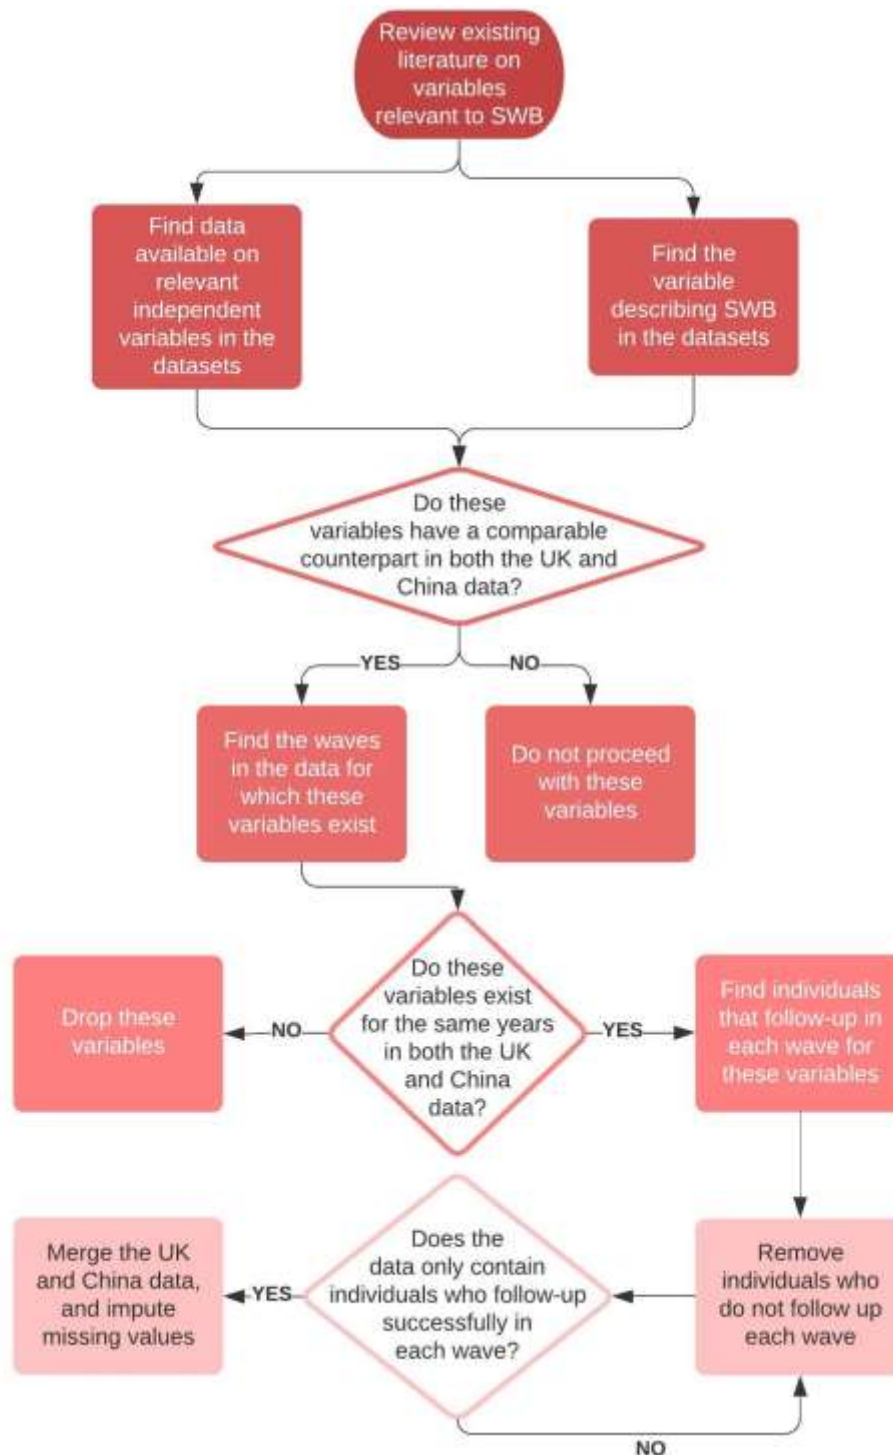 Review existing
literature on
variables
relevant to SWB
Find data
available on
relevant
independent
variables in the
datasets
Find the
variable
describing SWB
in the datasets
Do these
variables have a comparable
counterpart in both the UK and
China data?
YES
NO
Find the waves
in the data for
which these
variables exist
Do not proceed
with these
variables
Do these
variables exist
for the same years
in both the UK
and China
data?
NO
YES
Drop these
variables
Find individuals
that follow-up in
each wave for
these variables
Remove
individuals who
do not follow up
each wave
Does the
data only contain
individuals who follow-up
successfully in
each wave?
YES
NO
Merge the UK
and China data,
and impute
missing values